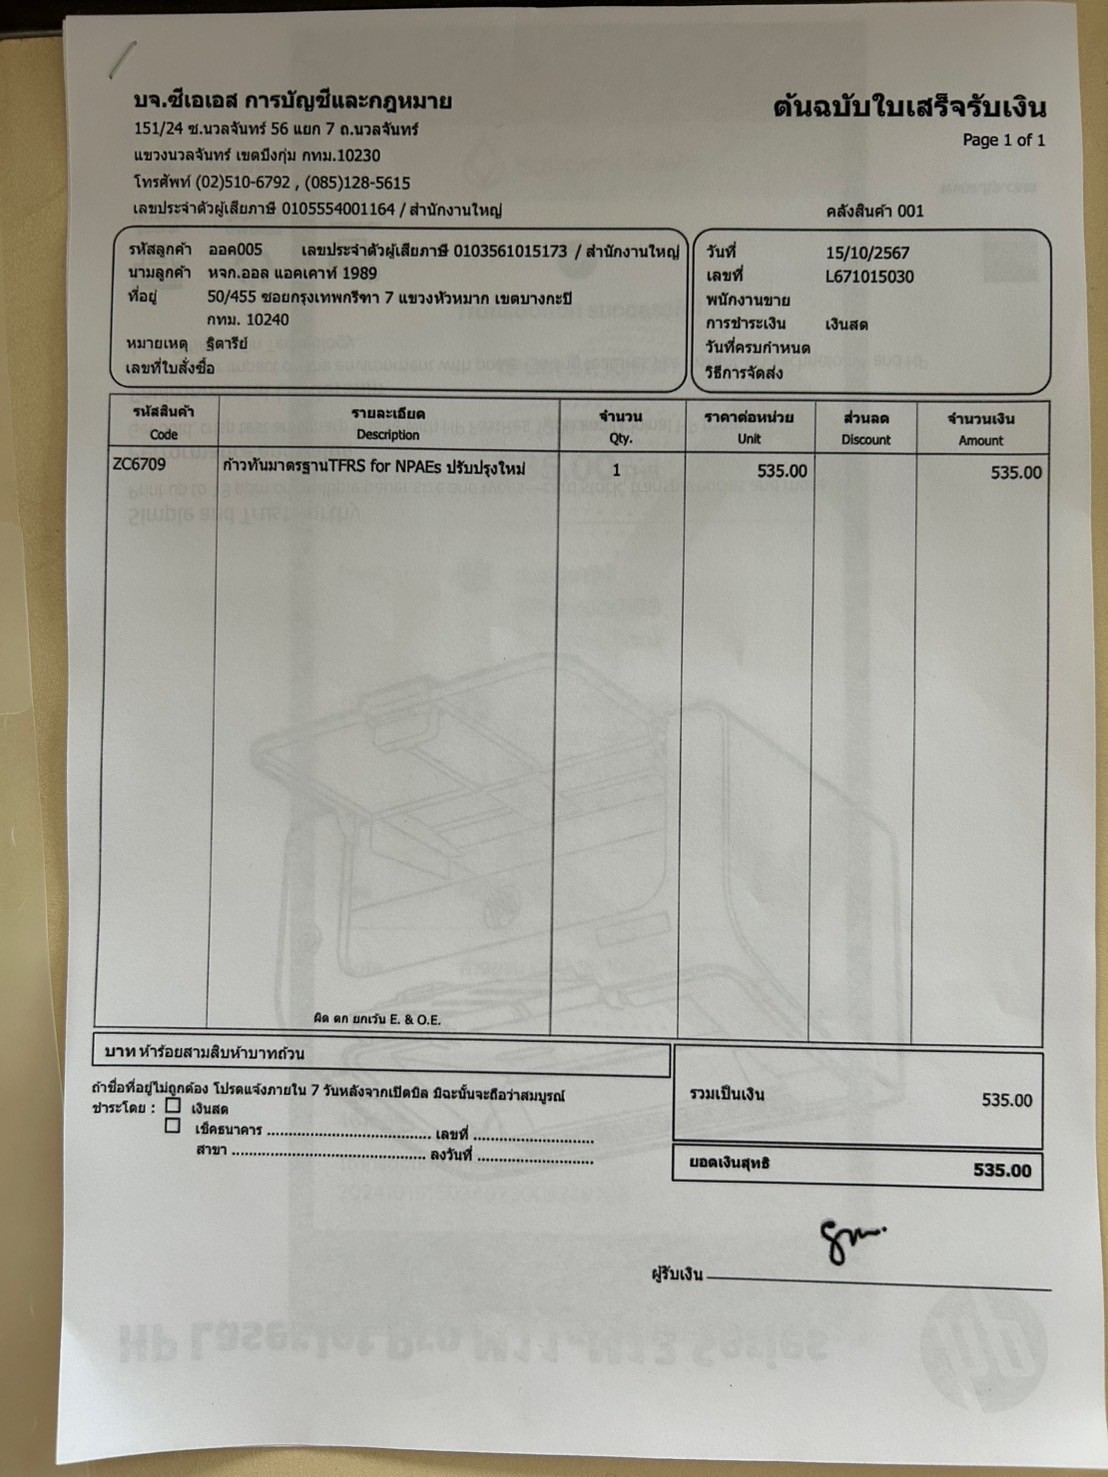 บจ.ซีเอเอส การบัญชีและกฎหมาย
151/24 ซ.นวลจันทร์ 56 แยก 7 ถ.นวลจันทร์
แขวงนวลจันทร์ เขตบึงกุ่ม กทม.10230
โทรศัพท์ (02)510-6792 , (085)128-5615
เลขประจำตัวผู้เสียภาษี 0105554001164 / สำนักงานใหญ่
ต้นฉบับใบเสร็จรับเงิน
Page 1 of 1
คลังสินค้า 001
รหัสลูกค้า ออค005 เลขประจำตัวผู้เสียภาษี 0103561015173 / สำนักงานใหญ่
นามลูกค้า หจก.ออล แอคเคาท์ 1989
ที่อยู่ 50/455 ซอยกรุงเทพกรีฑา 7 แขวงหัวหมาก เขตบางกะปิ
กทม. 10240
หมายเหตุ ฐิตารีย์
เลขที่ใบสั่งซื้อ
วันที่ 15/10/2567
เลขที่ L671015030
พนักงานขาย
การชำระเงิน เงินสด
วันที่ครบกำหนด
วิธีการจัดส่ง
รหัสสินค้า รายละเอียด จำนวน ราคาต่อหน่วย ส่วนลด จำนวนเงิน
Code Description Qty. Unit Discount Amount
ZC6709 ก้าวทันมาตรฐานTFRS for NPAEs ปรับปรุงใหม่ 1 535.00 535.00
ผิด ตก ยกเว้น E. & O.E.
บาท ห้าร้อยสามสิบห้าบาทถ้วน
ถ้าชื่อที่อยู่ไม่ถูกต้อง โปรดแจ้งภายใน 7 วันหลังจากเปิดบิล มิฉะนั้นจะถือว่าสมบูรณ์
ชำระโดย : เงินสด
เช็คธนาคาร ........................................ เลขที่ .............................
สาขา ............................................... ลงวันที่ ............................
รวมเป็นเงิน 535.00
ยอดเงินสุทธิ 535.00
ผู้รับเงิน
HP LaserJet Pro M11-M12 Series
Simple and Trustworthy